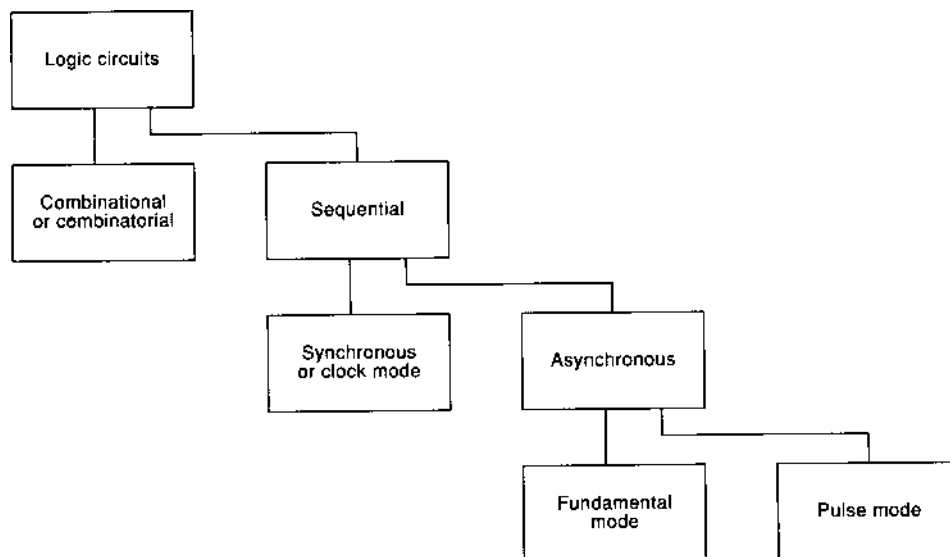 Logic circuits
Combinational
or combinatorial
Sequential
Synchronous
or clock mode
Asynchronous
Fundamental
mode
Pulse mode